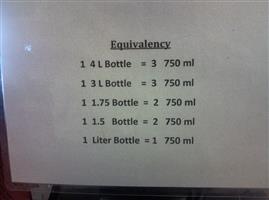 Equivalency
1 4 L Bottle = 3 750 ml
1 3 L Bottle = 3 750 ml
1 1.75 Bottle = 2 750 ml
1 1.5 Bottle = 2 750 ml
1 Liter Bottle = 1 750 ml